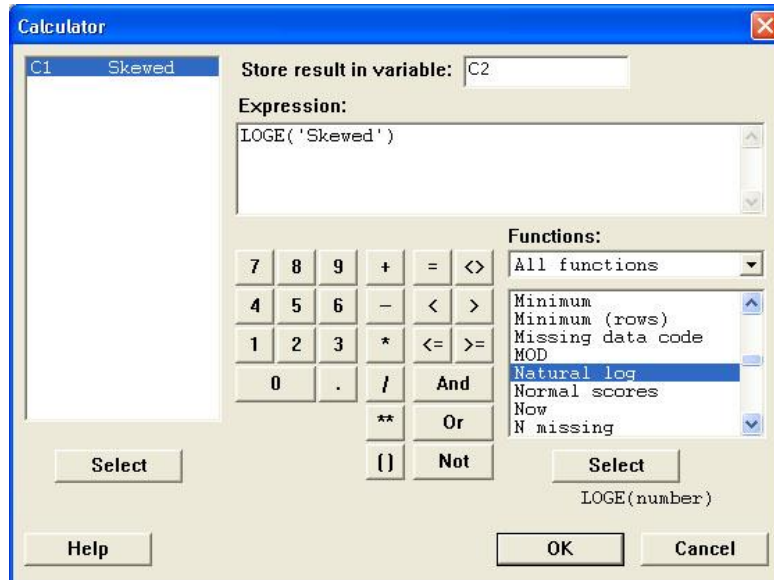 Calculator
C1 Skewed
Store result in variable: C2
Expression:
LOGE('Skewed')
Functions:
All functions
7 8 9 + = <>
4 5 6 - < >
1 2 3 * <= >=
0 . / And
** Or
() Not
Minimum
Minimum (rows)
Missing data code
MOD
Natural log
Normal scores
Now
N missing
Select
Select
LOGE(number)
Help
OK
Cancel